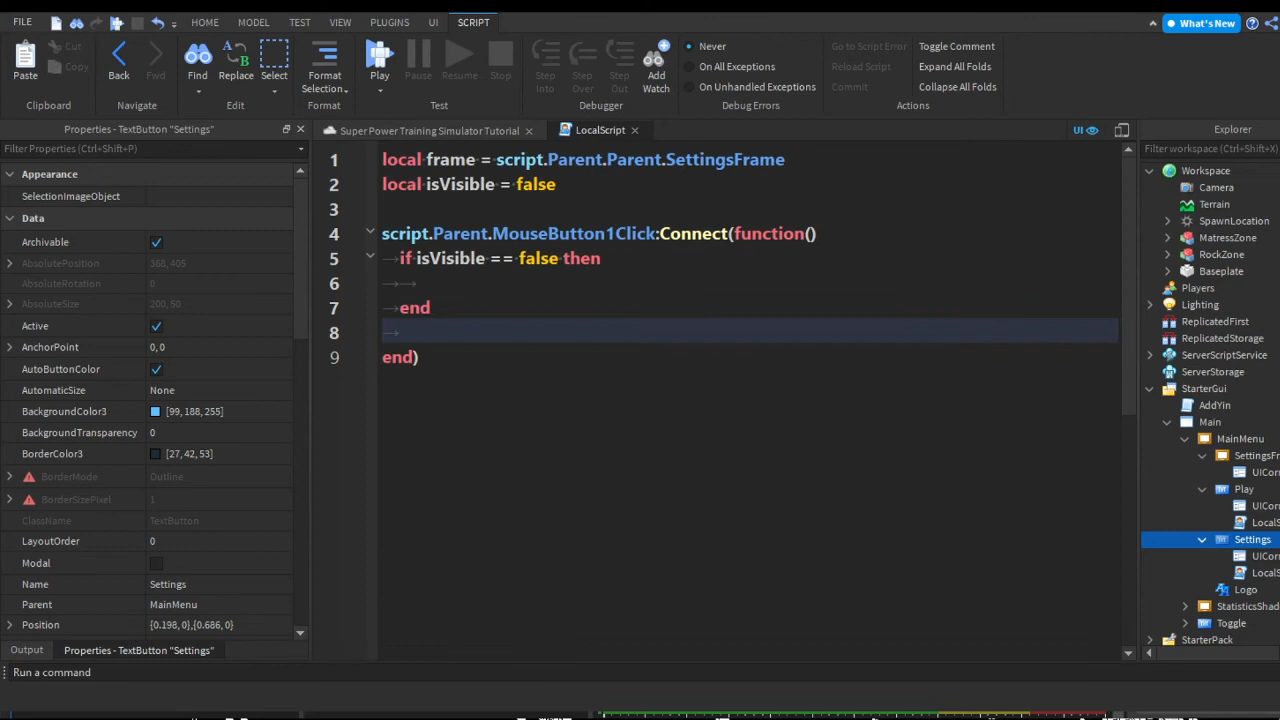 FILE HOME MODEL TEST VIEW PLUGINS UI SCRIPT What's New
Paste Cut Copy Clipboard
Back Fwd Navigate
Find Replace Select Edit
Format Selection Format
Play Pause Resume Stop Test
Step Into Step Over Step Out Add Watch Debugger
Never
On All Exceptions
On Unhandled Exceptions
Debug Errors
Go to Script Error
Reload Script
Commit
Toggle Comment
Expand All Folds
Collapse All Folds
Actions
Properties - TextButton "Settings"
Filter Properties (Ctrl+Shift+P)
Appearance
SelectionImageObject
Data
Archivable
AbsolutePosition 368, 405
AbsoluteRotation 0
AbsoluteSize 200, 50
Active
AnchorPoint 0, 0
AutoButtonColor
AutomaticSize None
BackgroundColor3 [99, 188, 255]
BackgroundTransparency 0
BorderColor3 [27, 42, 53]
BorderMode Outline
BorderSizePixel 1
ClassName TextButton
LayoutOrder 0
Modal
Name Settings
Parent MainMenu
Position {0.198, 0},{0.686, 0}
Output Properties - TextButton "Settings"
Run a command
Super Power Training Simulator Tutorial LocalScript UI
1 local frame = script.Parent.Parent.SettingsFrame
2 local isVisible = false
3
4 script.Parent.MouseButton1Click:Connect(function()
5 if isVisible == false then
6
7 end
8
9 end)
Explorer
Filter workspace (Ctrl+Shift+X)
Workspace
Camera
Terrain
SpawnLocation
MatressZone
RockZone
Baseplate
Players
Lighting
ReplicatedFirst
ReplicatedStorage
ServerScriptService
ServerStorage
StarterGui
AddYin
Main
MainMenu
SettingsFr
UICor
Play
UICor
LocalS
Settings
UICor
LocalS
Logo
StatisticsShad
Toggle
StarterPack